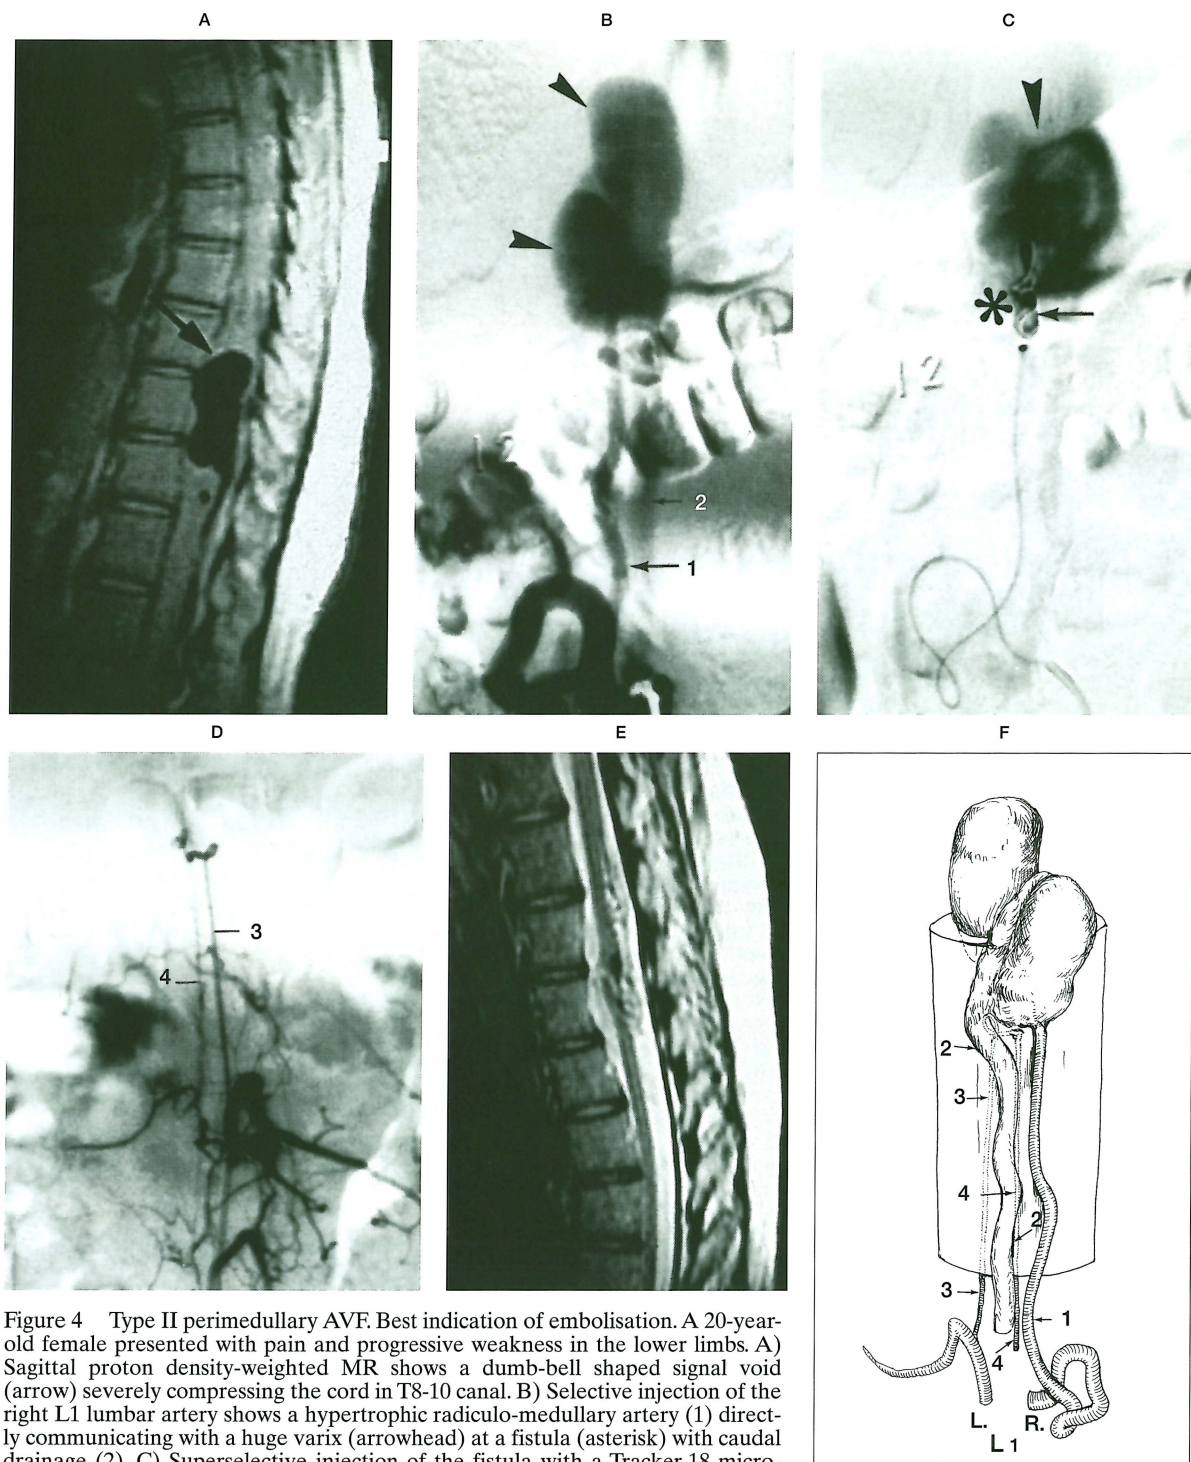 A
B
C
2
1
12
12
D
E
F
3
4
2
3
4
2
3
1
4
L.
R.
L 1
Figure 4 Type II perimedullary AVF. Best indication of embolisation. A 20-year-
old female presented with pain and progressive weakness in the lower limbs. A)
Sagittal proton density-weighted MR shows a dumb-bell shaped signal void
(arrow) severely compressing the cord in T8-10 canal. B) Selective injection of the
right L1 lumbar artery shows a hypertrophic radiculo-medullary artery (1) direct-
ly communicating with a huge varix (arrowhead) at a fistula (asterisk) with caudal
drainage (2). C) Superselective injection of the fistula with a Tracker-18 micro-